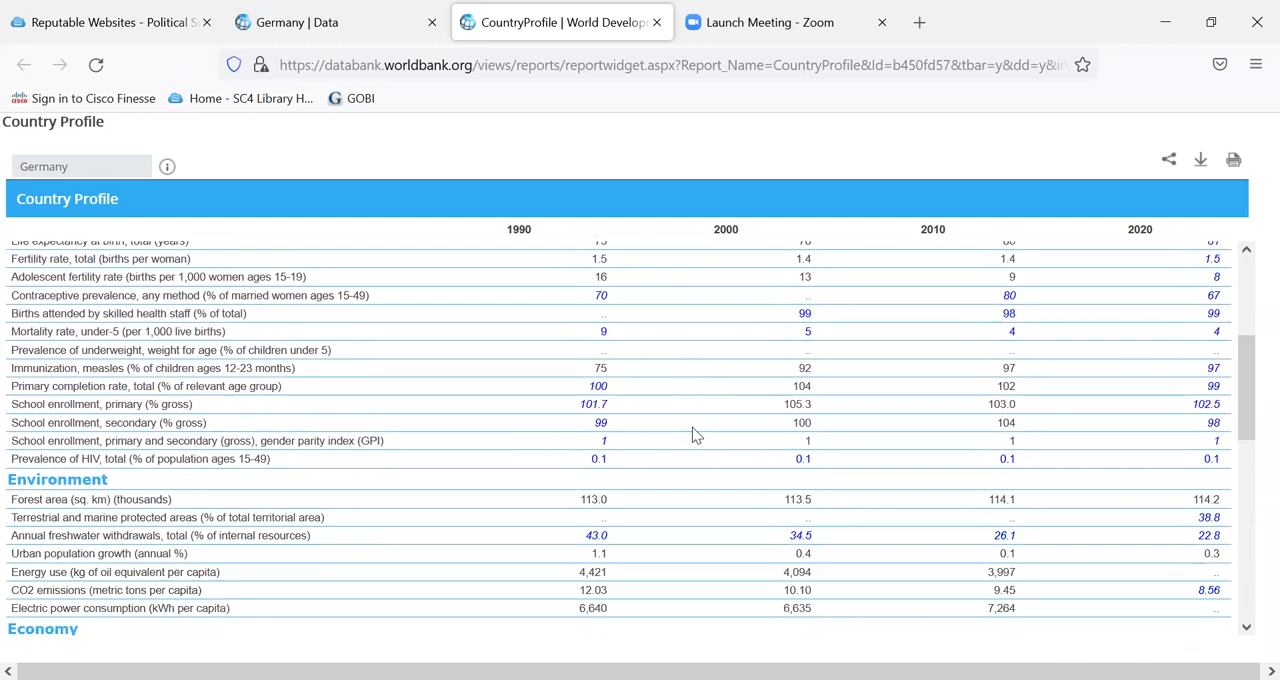 Reputable Websites - Political S
Germany | Data
CountryProfile | World Develop
Launch Meeting - Zoom
https://databank.worldbank.org/views/reports/reportwidget.aspx?Report_Name=CountryProfile&Id=b450fd57&tbar=y&dd=y&in
Sign in to Cisco Finesse
Home - SC4 Library H...
GOBI
Country Profile
Germany
Country Profile
1990 2000 2010 2020
Life expectancy at birth, total (years) 75 78 80 81
Fertility rate, total (births per woman) 1.5 1.4 1.4 1.5
Adolescent fertility rate (births per 1,000 women ages 15-19) 16 13 9 8
Contraceptive prevalence, any method (% of married women ages 15-49) 70 .. 80 67
Births attended by skilled health staff (% of total) .. 99 98 99
Mortality rate, under-5 (per 1,000 live births) 9 5 4 4
Prevalence of underweight, weight for age (% of children under 5) .. .. .. ..
Immunization, measles (% of children ages 12-23 months) 75 92 97 97
Primary completion rate, total (% of relevant age group) 100 104 102 99
School enrollment, primary (% gross) 101.7 105.3 103.0 102.5
School enrollment, secondary (% gross) 99 100 104 98
School enrollment, primary and secondary (gross), gender parity index (GPI) 1 1 1 1
Prevalence of HIV, total (% of population ages 15-49) 0.1 0.1 0.1 0.1
Environment
Forest area (sq. km) (thousands) 113.0 113.5 114.1 114.2
Terrestrial and marine protected areas (% of total territorial area) .. .. .. 38.8
Annual freshwater withdrawals, total (% of internal resources) 43.0 34.5 26.1 22.8
Urban population growth (annual %) 1.1 0.4 0.1 0.3
Energy use (kg of oil equivalent per capita) 4,421 4,094 3,997 ..
CO2 emissions (metric tons per capita) 12.03 10.10 9.45 8.56
Electric power consumption (kWh per capita) 6,640 6,635 7,264 ..
Economy